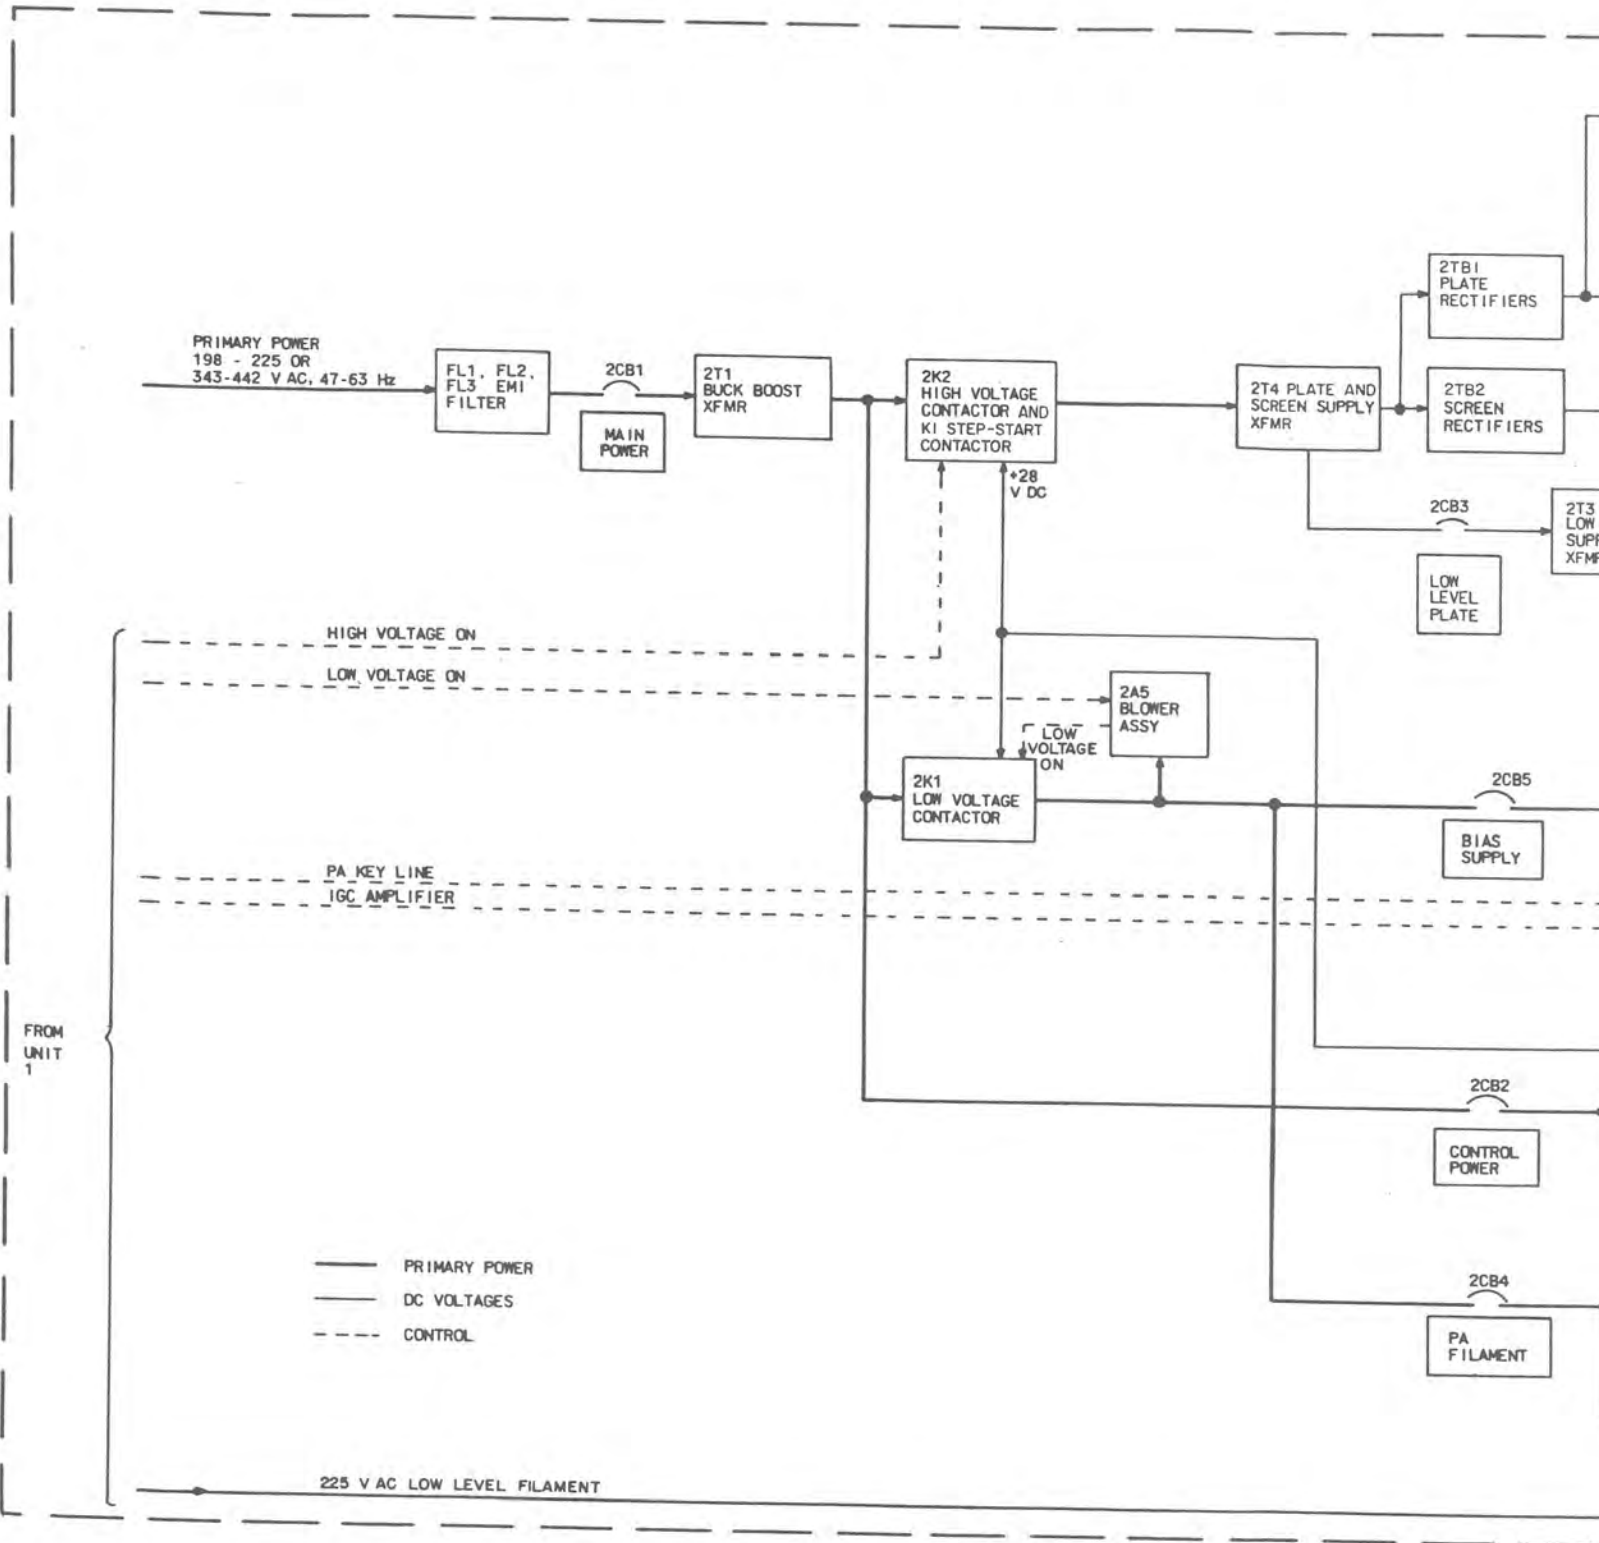 2TB1
PLATE
RECTIFIERS
PRIMARY POWER
198 - 225 OR
343-442 V AC, 47-63 Hz
FL1, FL2,
FL3 EMI
FILTER
2CB1
MAIN
POWER
2T1
BUCK BOOST
XFMR
2K2
HIGH VOLTAGE
CONTACTOR AND
K1 STEP-START
CONTACTOR
+28
V DC
2T4 PLATE AND
SCREEN SUPPLY
XFMR
2TB2
SCREEN
RECTIFIERS
2CB3
LOW
LEVEL
PLATE
2T3
LOW
HIGH VOLTAGE ON
LOW VOLTAGE ON
2A5
BLOWER
ASSY
LOW
VOLTAGE
ON
2K1
LOW VOLTAGE
CONTACTOR
2CB5
BIAS
SUPPLY
PA KEY LINE
IGC AMPLIFIER
FROM
UNIT
1
2CB2
CONTROL
POWER
2CB4
PA
FILAMENT
PRIMARY POWER
DC VOLTAGES
CONTROL
225 V AC LOW LEVEL FILAMENT